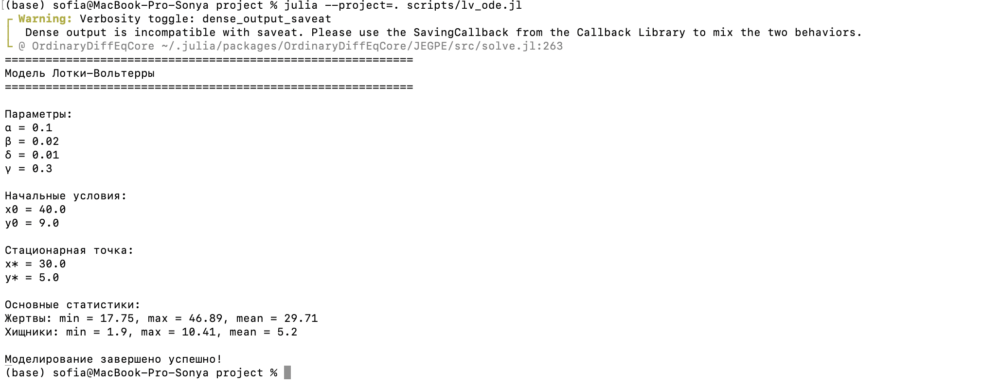 (base) sofia@MacBook-Pro-Sonya project % julia --project=. scripts/lv_ode.jl
Warning: Verbosity toggle: dense_output_saveat
Dense output is incompatible with saveat. Please use the SavingCallback from the Callback Library to mix the two behaviors.
@ OrdinaryDiffEqCore ~/.julia/packages/OrdinaryDiffEqCore/JEGPE/src/solve.jl:263
============================================================
Модель Лотки-Вольтерры
============================================================
Параметры:
α = 0.1
β = 0.02
δ = 0.01
γ = 0.3
Начальные условия:
x0 = 40.0
y0 = 9.0
Стационарная точка:
x* = 30.0
y* = 5.0
Основные статистики:
Жертвы: min = 17.75, max = 46.89, mean = 29.71
Хищники: min = 1.9, max = 10.41, mean = 5.2
Моделирование завершено успешно!
(base) sofia@MacBook-Pro-Sonya project %